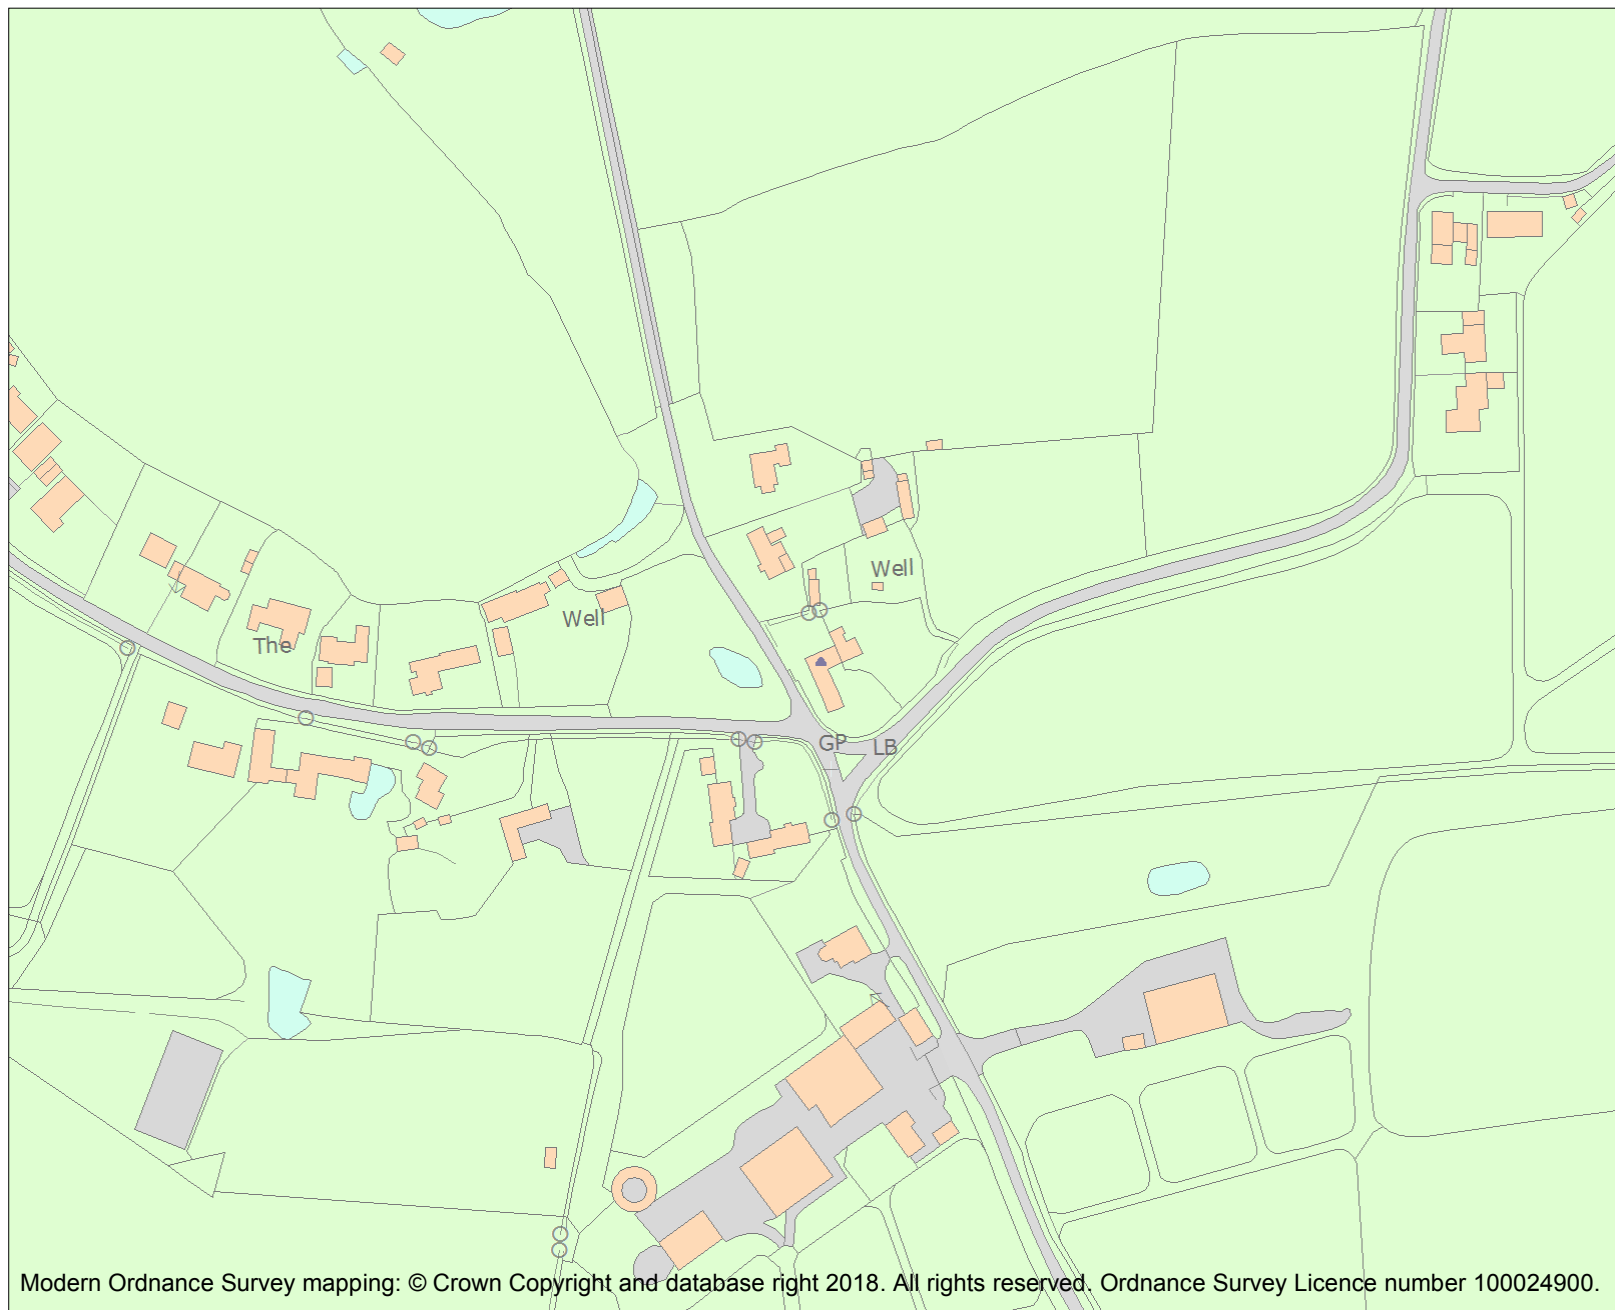 Well
Well
The
GP
LB
Modern Ordnance Survey mapping: © Crown Copyright and database right 2018. All rights reserved. Ordnance Survey Licence number 100024900.